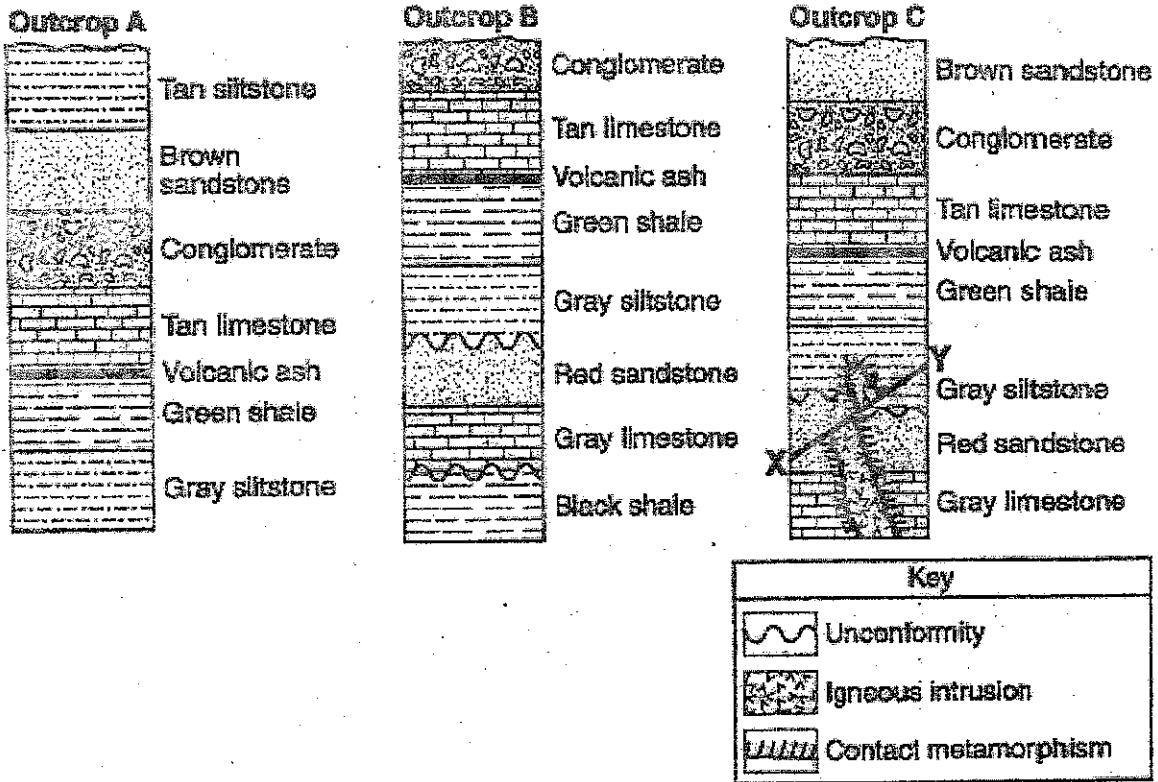 Outcrop A
Tan siltstone
Brown
sandstone
Conglomerate
Tan limestone
Volcanic ash
Green shale
Gray siltstone
Outcrop B
Conglomerate
Tan limestone
Volcanic ash
Green shale
Gray siltstone
Red sandstone
Gray limestone
Black shale
Outcrop C
Brown sandstone
Conglomerate
Tan limestone
Volcanic ash
Green shale
Y
Gray siltstone
Red sandstone
X
Gray limestone
Key
Unconformity
Igneous intrusion
Contact metamorphism